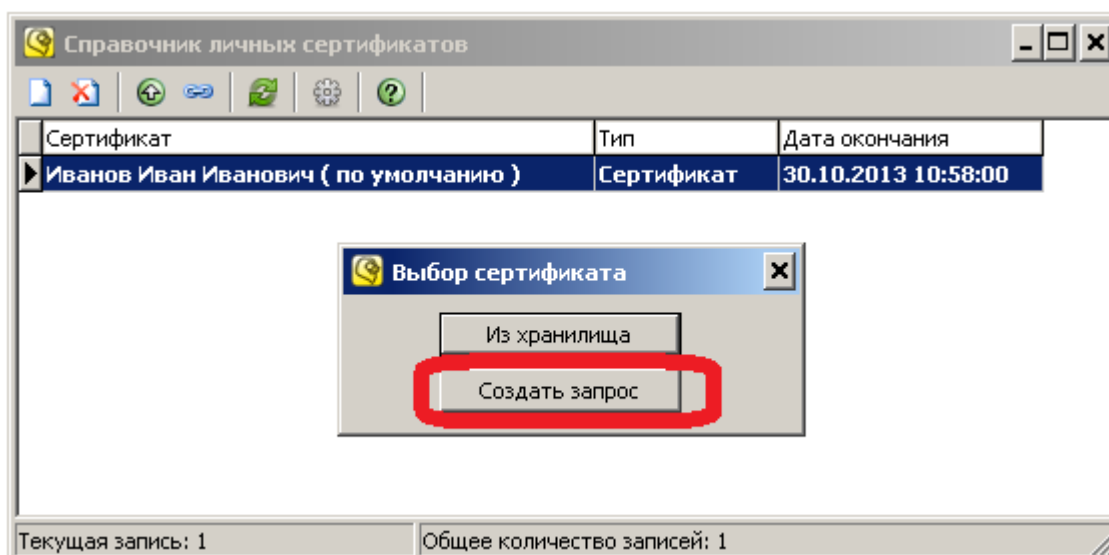 Справочник личных сертификатов
Сертификат Тип Дата окончания
Иванов Иван Иванович ( по умолчанию ) Сертификат 30.10.2013 10:58:00
Выбор сертификата
Из хранилища
Создать запрос
Текущая запись: 1 Общее количество записей: 1